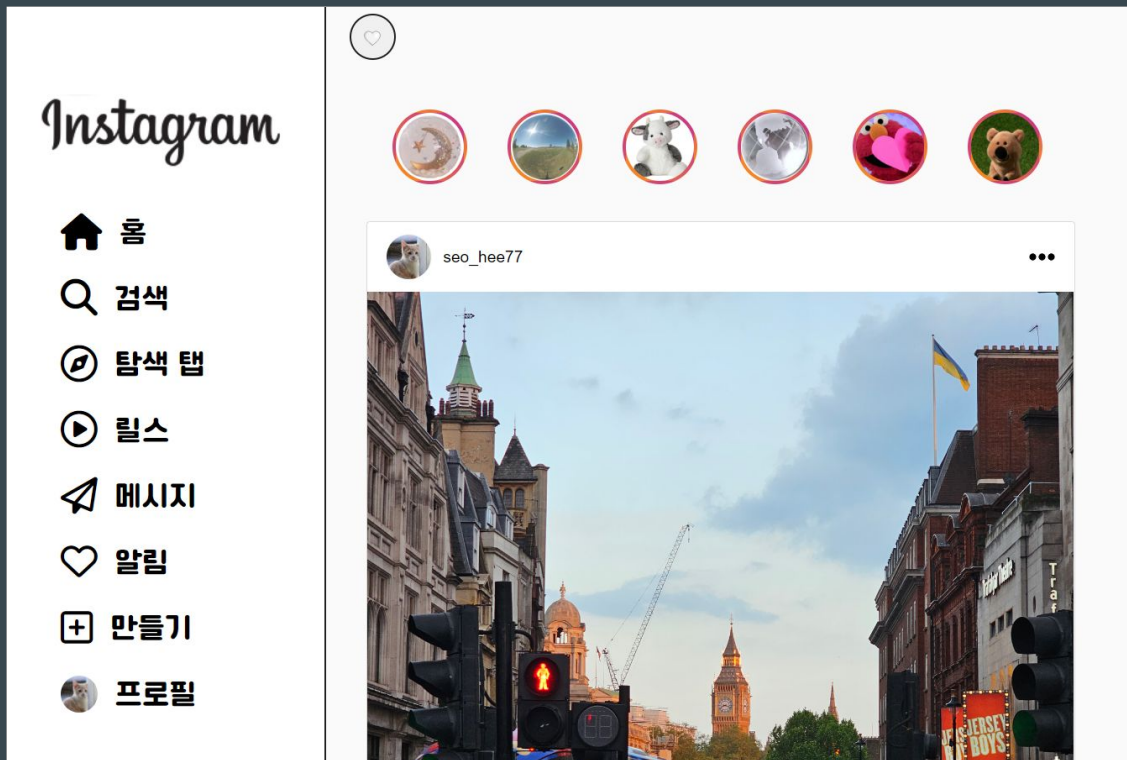 Instagram
홈
검색
탐색 탭
릴스
메시지
알림
만들기
프로필
seo_hee77
Trafalgar
JERSEY
BOYS